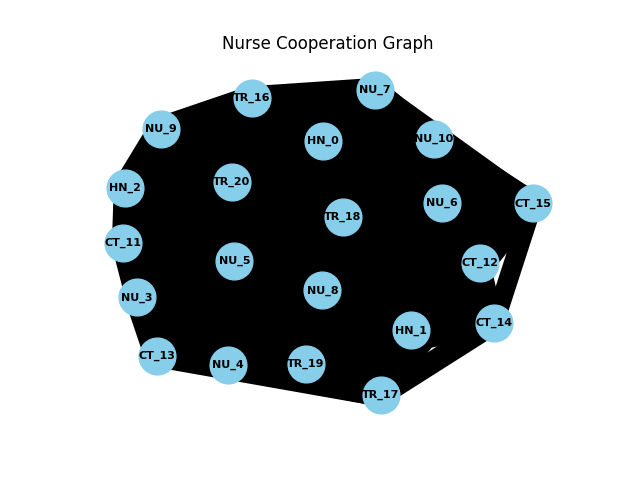 Nurse Cooperation Graph
NU_7
TR_16
NU_9
NU_10
HN_0
TR_20
HN_2
NU_6
CT_15
TR_18
CT_11
NU_5
CT_12
NU_8
NU_3
CT_14
HN_1
CT_13
NU_4
TR_19
TR_17